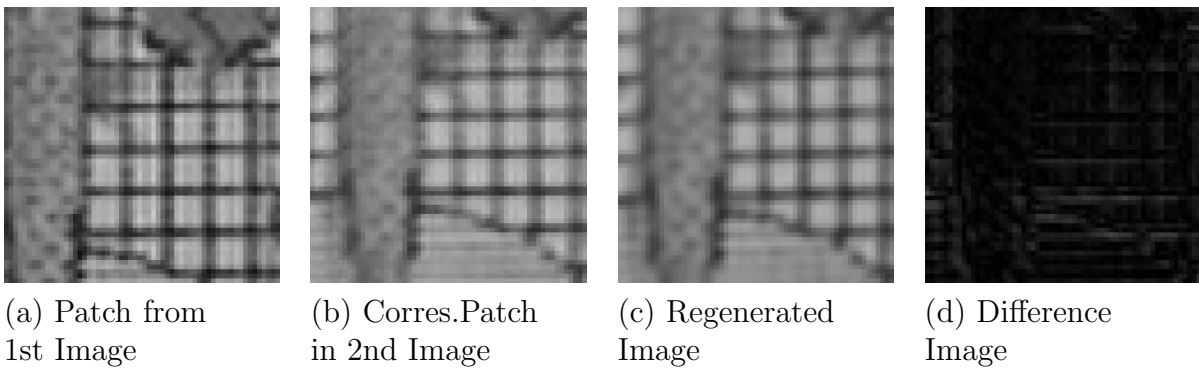 (a) Patch from
1st Image
(b) Corres.Patch
in 2nd Image
(c) Regenerated
Image
(d) Difference
Image